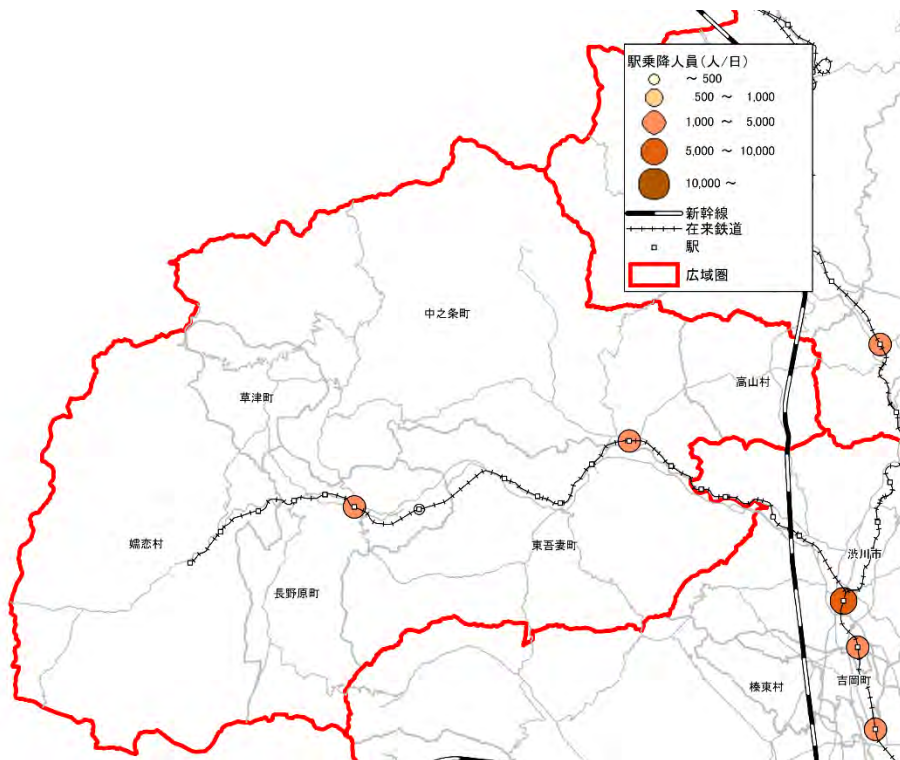 駅乗降人員(人/日)
～ 500
500 ～ 1,000
1,000 ～ 5,000
5,000 ～ 10,000
10,000 ～
新幹線
在来鉄道
駅
広域圏
中之条町
高山村
草津町
嬬恋村
東吾妻町
渋川市
長野原町
吉岡町
榛東村